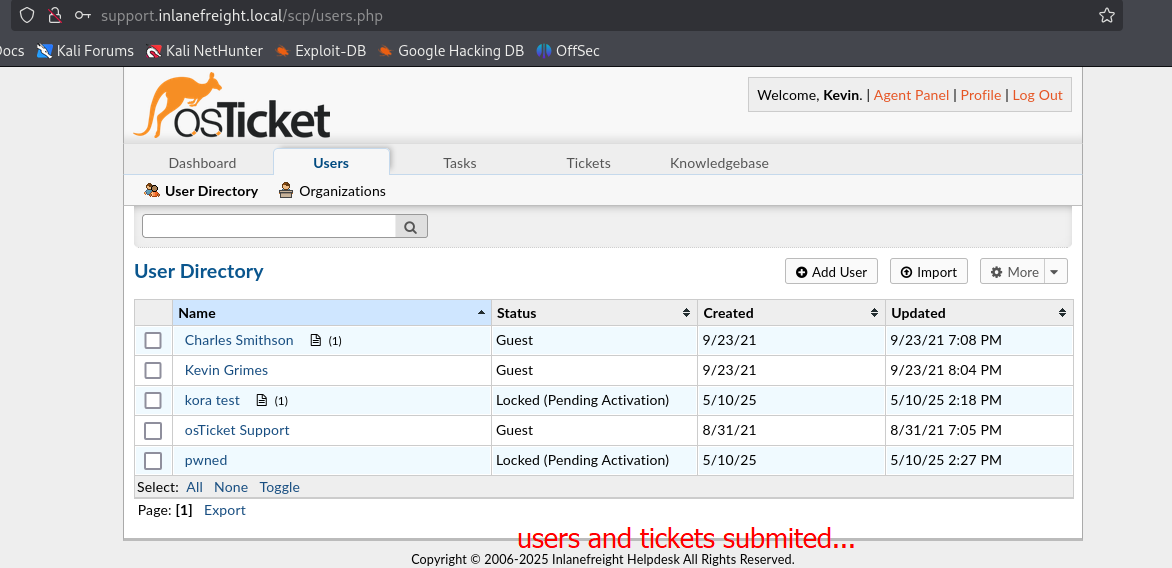 support.inlanefreight.local/scp/users.php
Docs Kali Forums Kali NetHunter Exploit-DB Google Hacking DB OffSec
osTicket
Welcome, Kevin. | Agent Panel | Profile | Log Out
Dashboard Users Tasks Tickets Knowledgebase
User Directory Organizations
User Directory
Add User Import More
Name Status Created Updated
Charles Smithson (1) Guest 9/23/21 9/23/21 7:08 PM
Kevin Grimes Guest 9/23/21 9/23/21 8:04 PM
kora test (1) Locked (Pending Activation) 5/10/25 5/10/25 2:18 PM
osTicket Support Guest 8/31/21 8/31/21 7:05 PM
pwned Locked (Pending Activation) 5/10/25 5/10/25 2:27 PM
Select: All None Toggle
Page: [1] Export
users and tickets submited...
Copyright © 2006-2025 Inlanefreight Helpdesk All Rights Reserved.